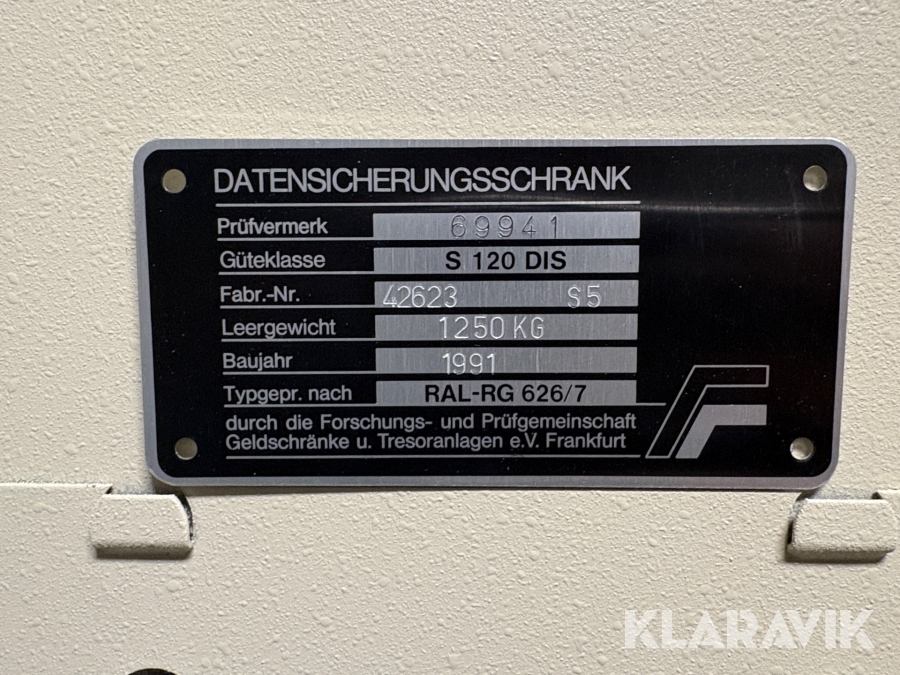 DATENSICHERUNGSSCHRANK
Prüfvermerk 69941
Güteklasse S 120 DIS
Fabr.-Nr. 42623 S5
Leergewicht 1250 KG
Baujahr 1991
Typgepr. nach RAL-RG 626/7
durch die Forschungs- und Prüfgemeinschaft
Geldschränke u. Tresoranlagen e.V. Frankfurt
KLARAVIK